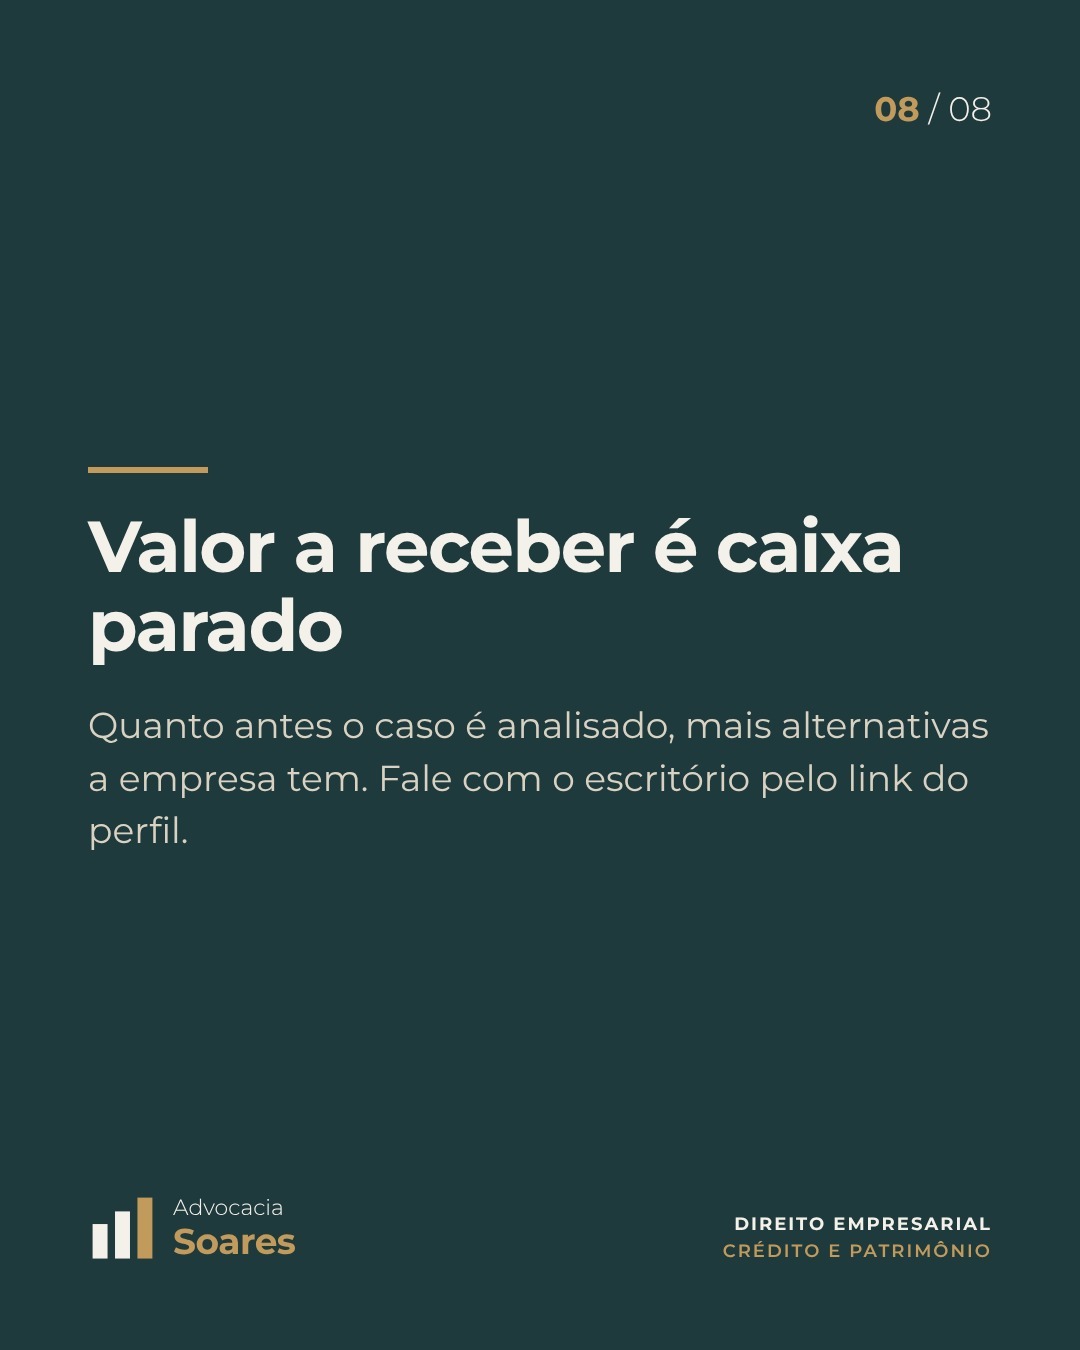 08 / 08
Valor a receber é caixa
parado
Quanto antes o caso é analisado, mais alternativas
a empresa tem. Fale com o escritório pelo link do
perfil.
Advocacia
Soares
DIREITO EMPRESARIAL
CRÉDITO E PATRIMÔNIO